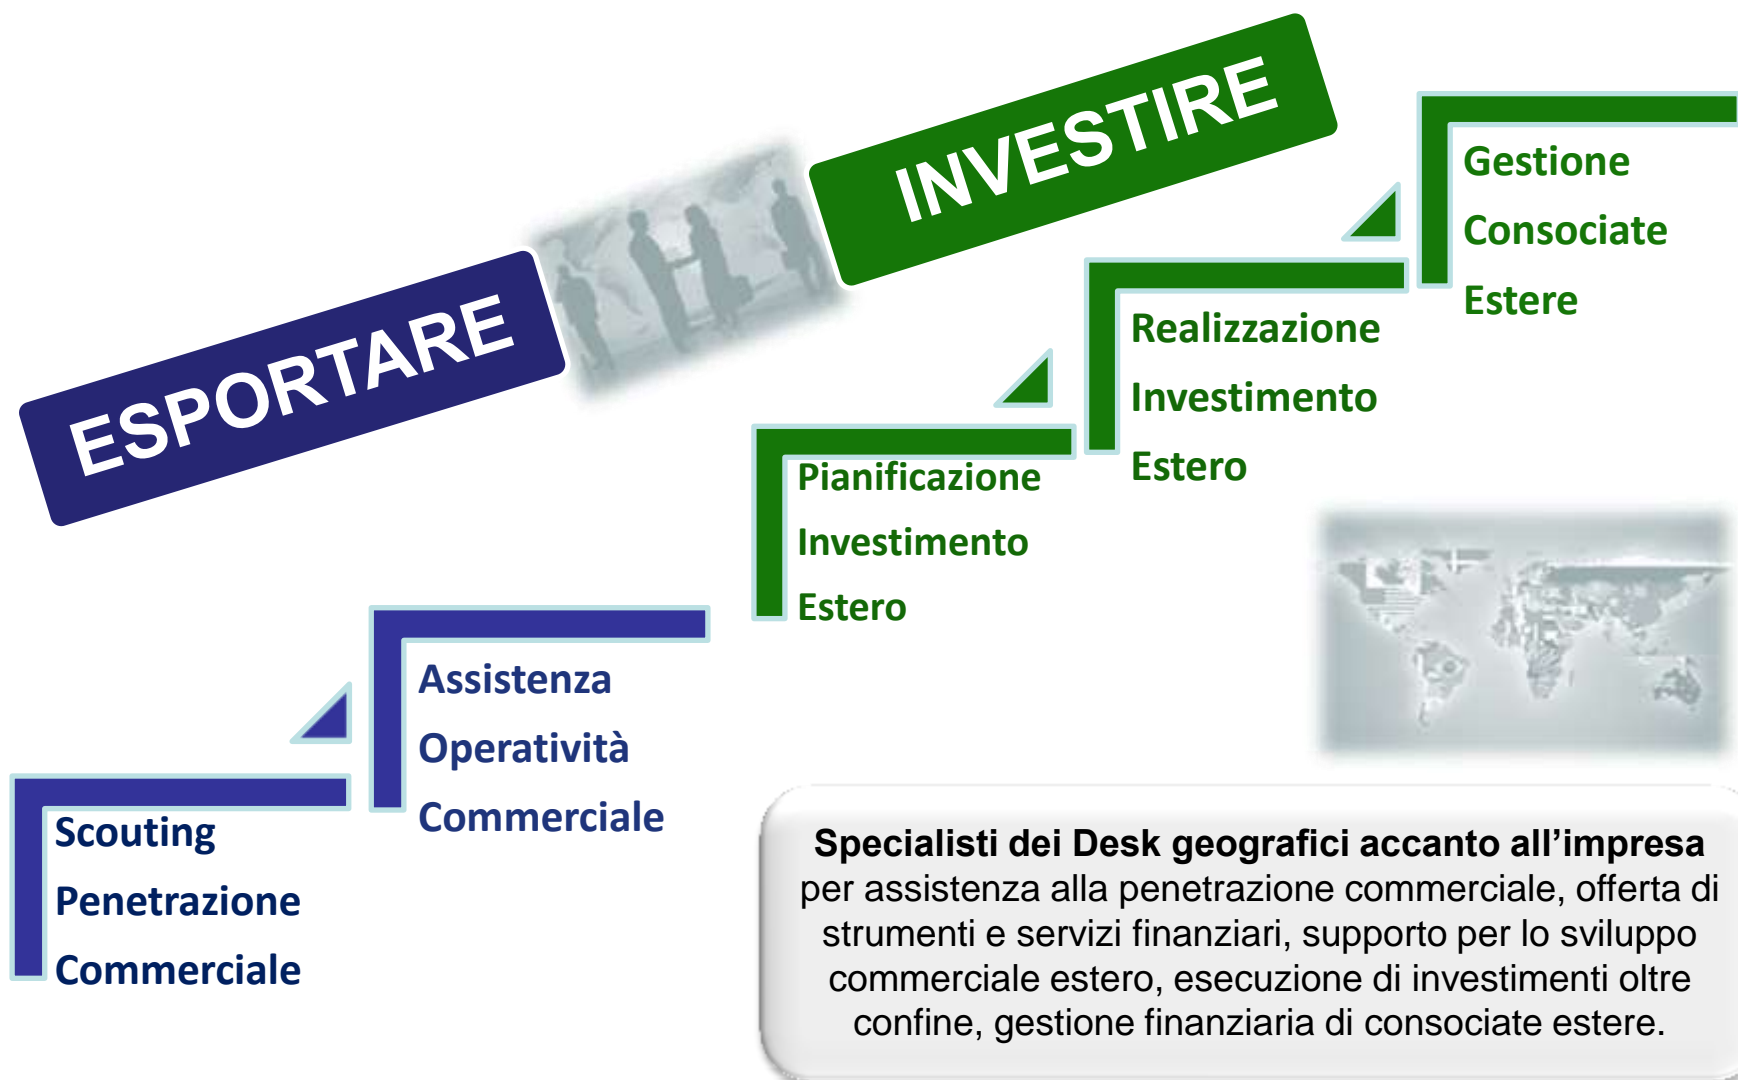 ESPORTARE
INVESTIRE
Scouting
Penetrazione
Commerciale
Assistenza
Operatività
Commerciale
Pianificazione
Investimento
Estero
Realizzazione
Investimento
Estero
Gestione
Consociate
Estere
Specialisti dei Desk geografici accanto all’impresa
per assistenza alla penetrazione commerciale, offerta di
strumenti e servizi finanziari, supporto per lo sviluppo
commerciale estero, esecuzione di investimenti oltre
confine, gestione finanziaria di consociate estere.